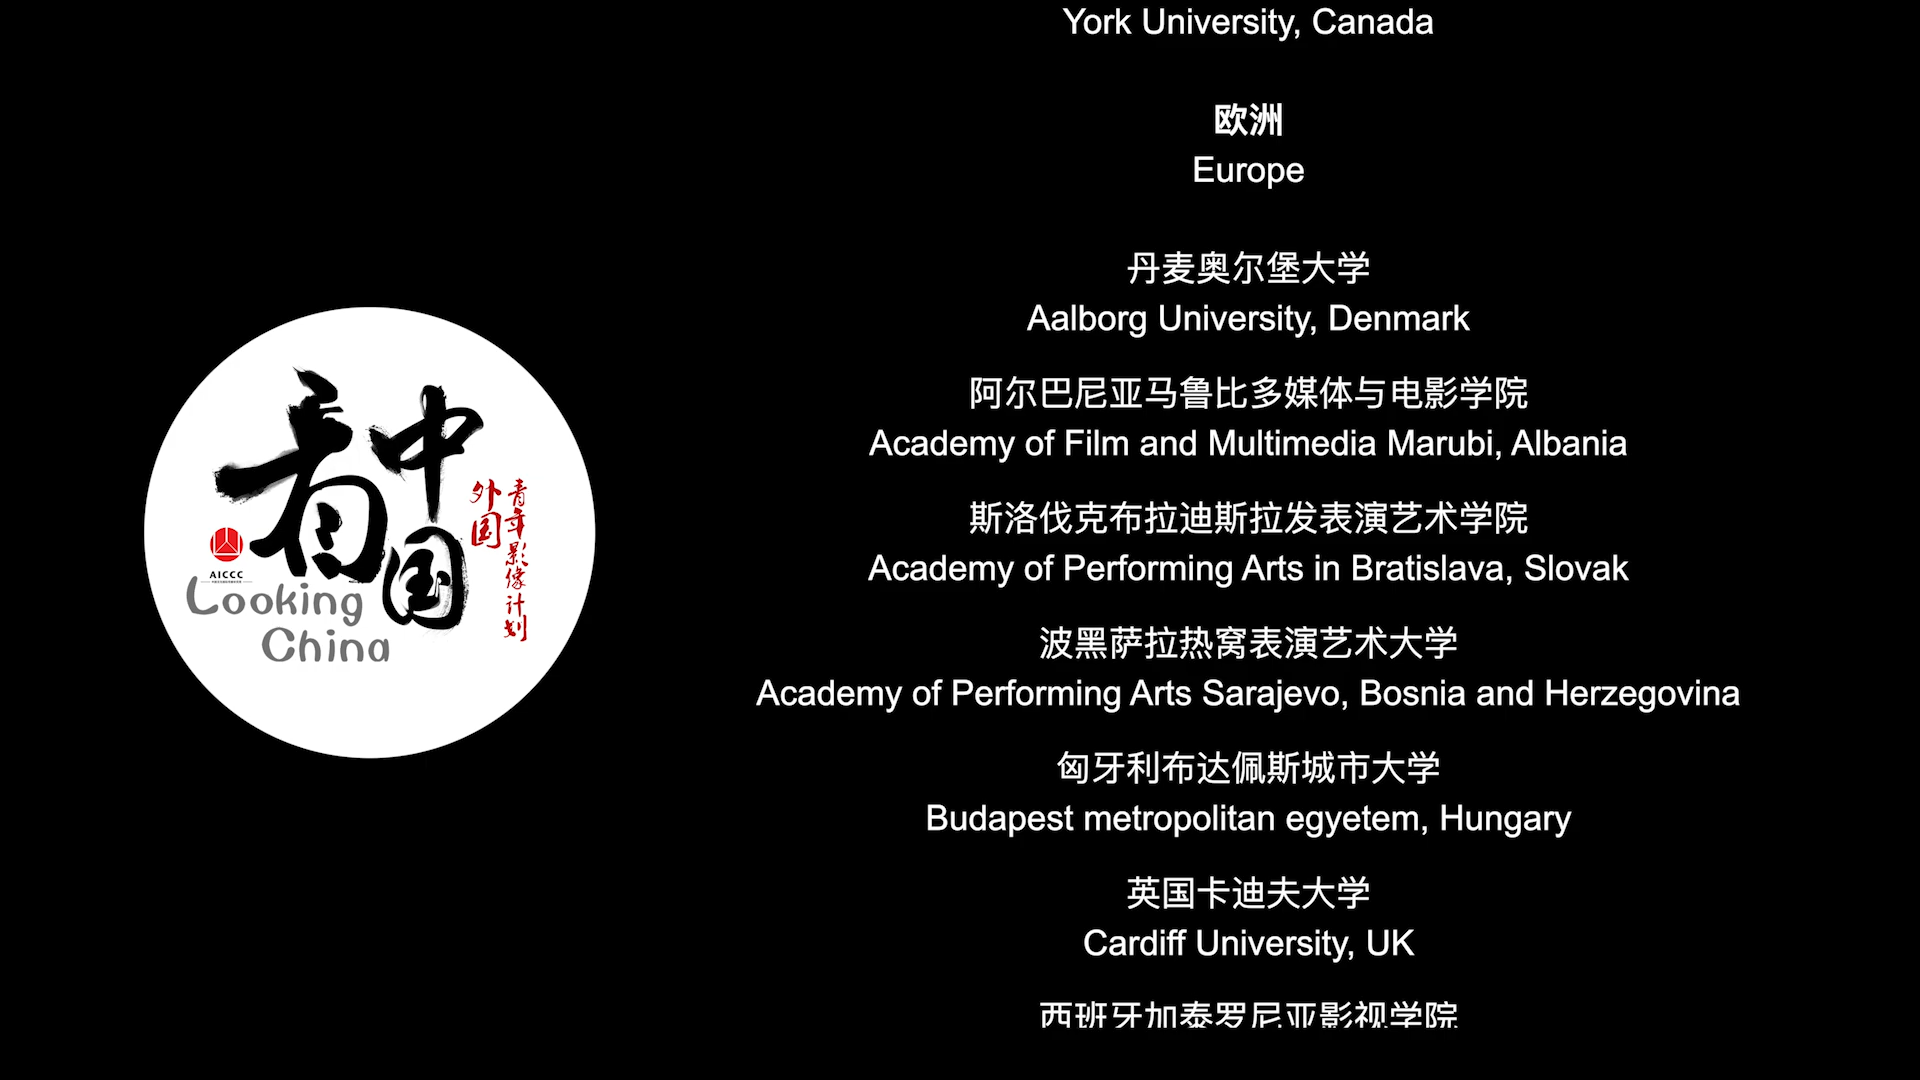 看中国
外国
青年影像计划
AICCC
Looking
China
York University, Canada
欧洲
Europe
丹麦奥尔堡大学
Aalborg University, Denmark
阿尔巴尼亚马鲁比多媒体与电影学院
Academy of Film and Multimedia Marubi, Albania
斯洛伐克布拉迪斯拉发表演艺术学院
Academy of Performing Arts in Bratislava, Slovak
波黑萨拉热窝表演艺术大学
Academy of Performing Arts Sarajevo, Bosnia and Herzegovina
匈牙利布达佩斯城市大学
Budapest metropolitan egyetem, Hungary
英国卡迪夫大学
Cardiff University, UK
西班牙加泰罗尼亚影视学院